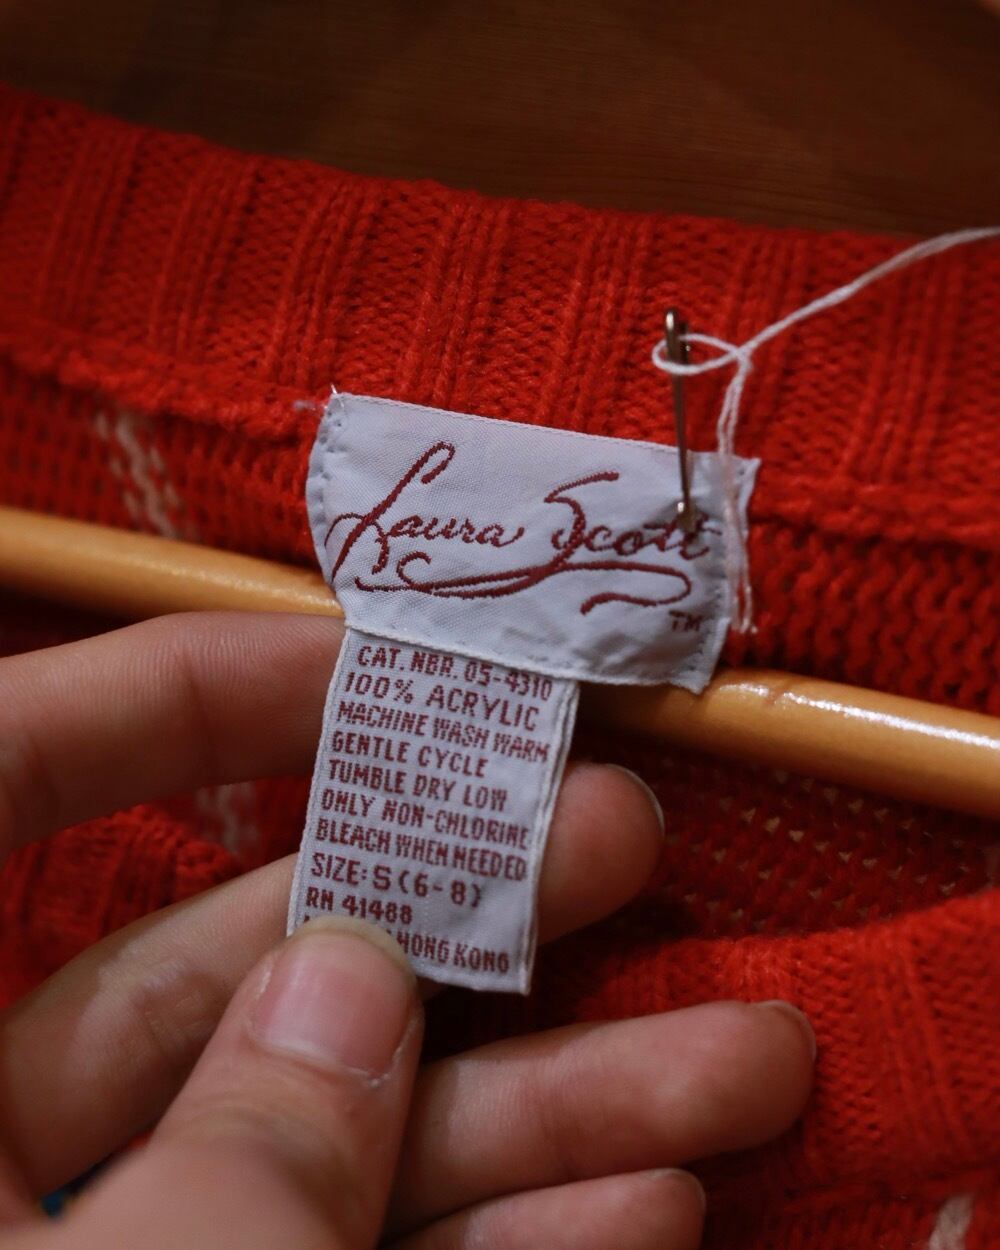 Laura Scott
TM
CAT. NBR. 05-4310
100% ACRYLIC
MACHINE WASH WARM
GENTLE CYCLE
TUMBLE DRY LOW
ONLY NON-CHLORINE
BLEACH WHEN NEEDED
SIZE: S (6-8)
RN 41488
HONG KONG